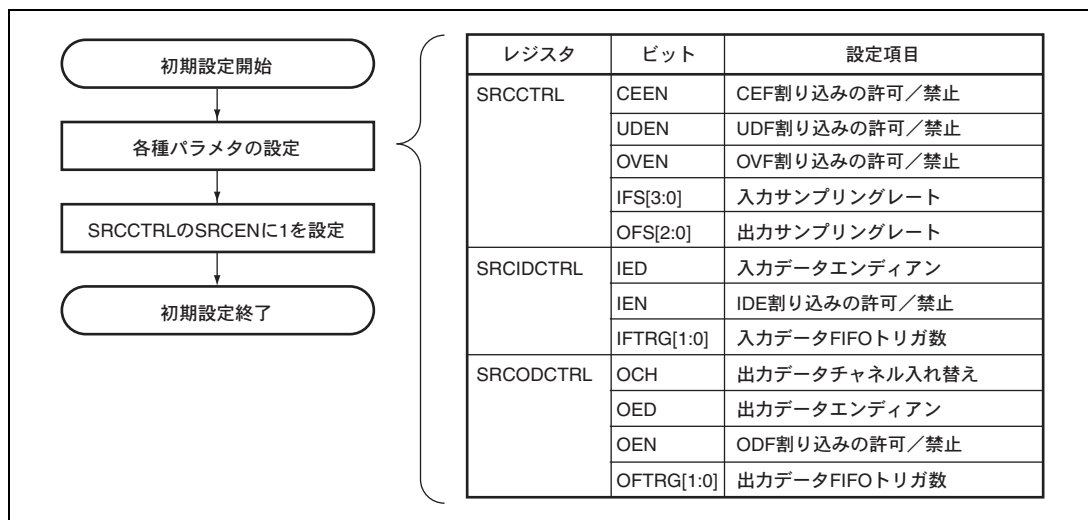 初期設定開始
各種パラメタの設定
SRCCTRLのSRCENに1を設定
初期設定終了
レジスタ ビット 設定項目
SRCCTRL CEEN CEF割り込みの許可／禁止
UDEN UDF割り込みの許可／禁止
OVEN OVF割り込みの許可／禁止
IFS[3:0] 入力サンプリングレート
OFS[2:0] 出力サンプリングレート
SRCIDCTRL IED 入力データエンディアン
IEN IDE割り込みの許可／禁止
IFTRG[1:0] 入力データFIFOトリガ数
SRCODCTRL OCH 出力データチャネル入れ替え
OED 出力データエンディアン
OEN ODF割り込みの許可／禁止
OFTRG[1:0] 出力データFIFOトリガ数